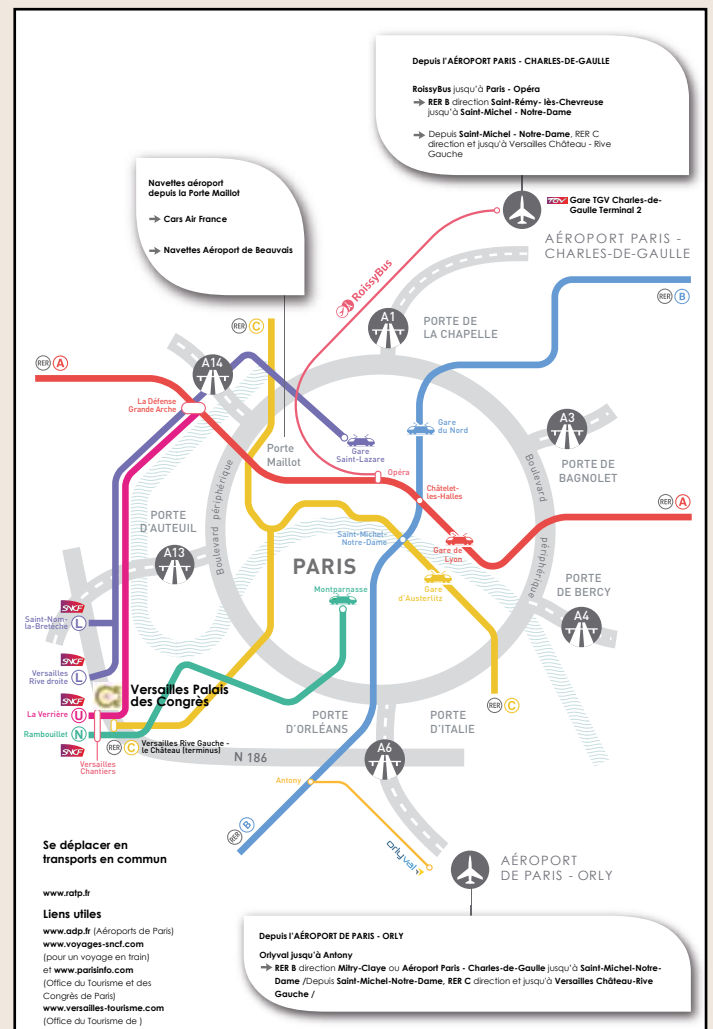 Depuis l'AÉROPORT PARIS - CHARLES-DE-GAULLE
RoissyBus jusqu'à Paris - Opéra
RER B direction Saint-Rémy- lès-Chevreuse
jusqu'à Saint-Michel - Notre-Dame
Depuis Saint-Michel - Notre-Dame, RER C
direction et jusqu'à Versailles Château - Rive
Gauche
Navettes aéroport
depuis la Porte Maillot
Cars Air France
Navettes Aéroport de Beauvais
TGV Gare TGV Charles-de-
Gaulle Terminal 2
AÉROPORT PARIS -
CHARLES-DE-GAULLE
RoissyBus
RER B
RER C
A1
PORTE DE
LA CHAPELLE
RER A
A14
La Défense
Grande Arche
Gare
du Nord
A3
PORTE DE
BAGNOLET
Gare
Saint-Lazare
Porte
Maillot
Opéra
Boulevard périphérique
Boulevard
périphérique
Châtelet-
les-Halles
RER A
PORTE
D'AUTEUIL
A13
Saint-Michel-
Notre-Dame
Gare de
Lyon
PARIS
Montparnasse
Gare
d'Austerlitz
PORTE
DE BERCY
A4
SNCF
Saint-Nom-
la-Bretèche L
SNCF
Versailles
Rive droite L
SNCF
La Verrière U
Rambouillet N
SNCF
Versailles
Chantiers
Versailles Palais
des Congrès
RER C Versailles Rive Gauche -
le Château (terminus)
RER C
PORTE
D'ORLÉANS
PORTE
D'ITALIE
N 186
A6
Antony
RER B
orlyval
AÉROPORT
DE PARIS - ORLY
Se déplacer en
transports en commun
www.ratp.fr
Liens utiles
www.adp.fr (Aéroports de Paris)
www.voyages-sncf.com
(pour un voyage en train)
et www.parisinfo.com
(Office du Tourisme et des
Congrès de Paris)
www.versailles-tourisme.com
(Office du Tourisme de )
Depuis l'AÉROPORT DE PARIS - ORLY
Orlyval jusqu'à Antony
RER B direction Mitry-Claye ou Aéroport Paris - Charles-de-Gaulle jusqu'à Saint-Michel-Notre-
Dame /Depuis Saint-Michel-Notre-Dame, RER C direction et jusqu'à Versailles Château-Rive
Gauche /